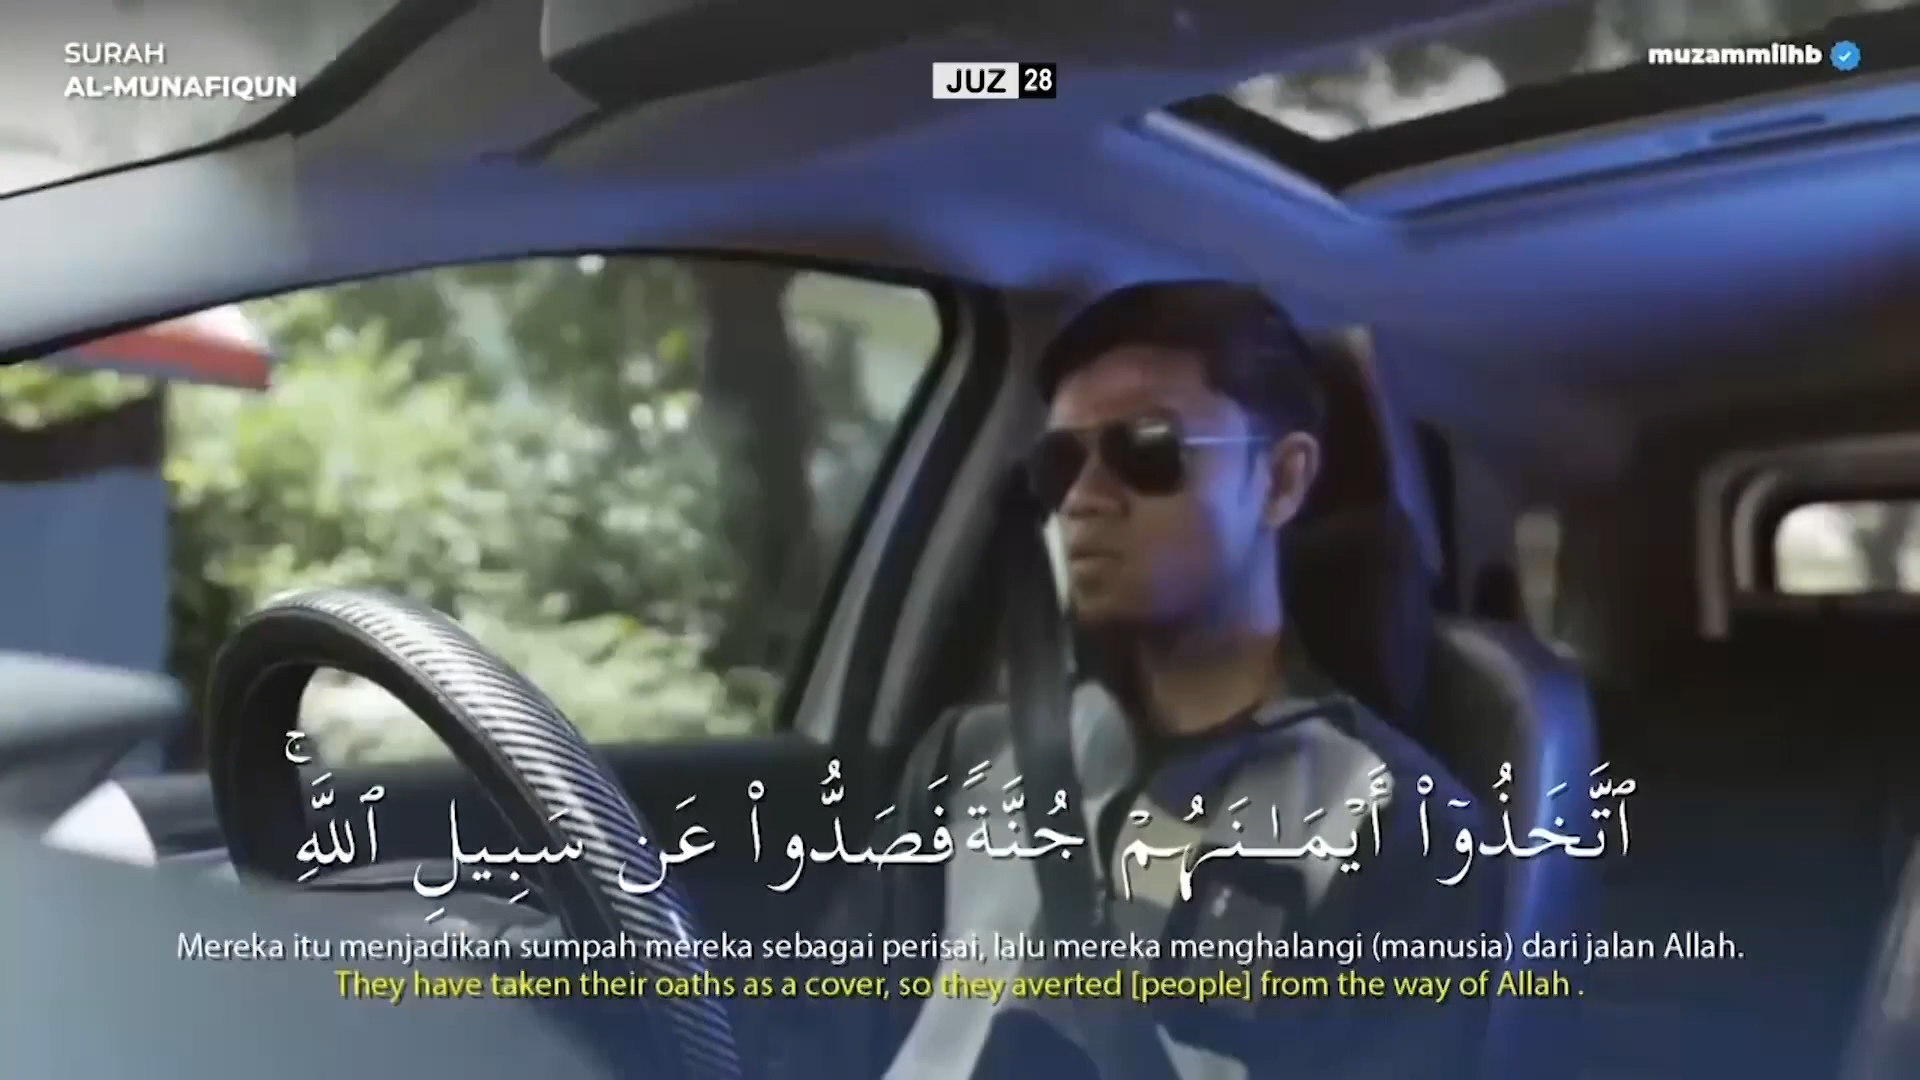 SURAH
AL-MUNAFIQUN
JUZ 28
muzammilhb
ٱتَّخَذُوٓا۟ أَيْمَـٰنَهُمْ جُنَّةًۭ فَصَدُّوا۟ عَن سَبِيلِ ٱللَّهِ ۚ
Mereka itu menjadikan sumpah mereka sebagai perisai, lalu mereka menghalangi (manusia) dari jalan Allah.
They have taken their oaths as a cover, so they averted [people] from the way of Allah .